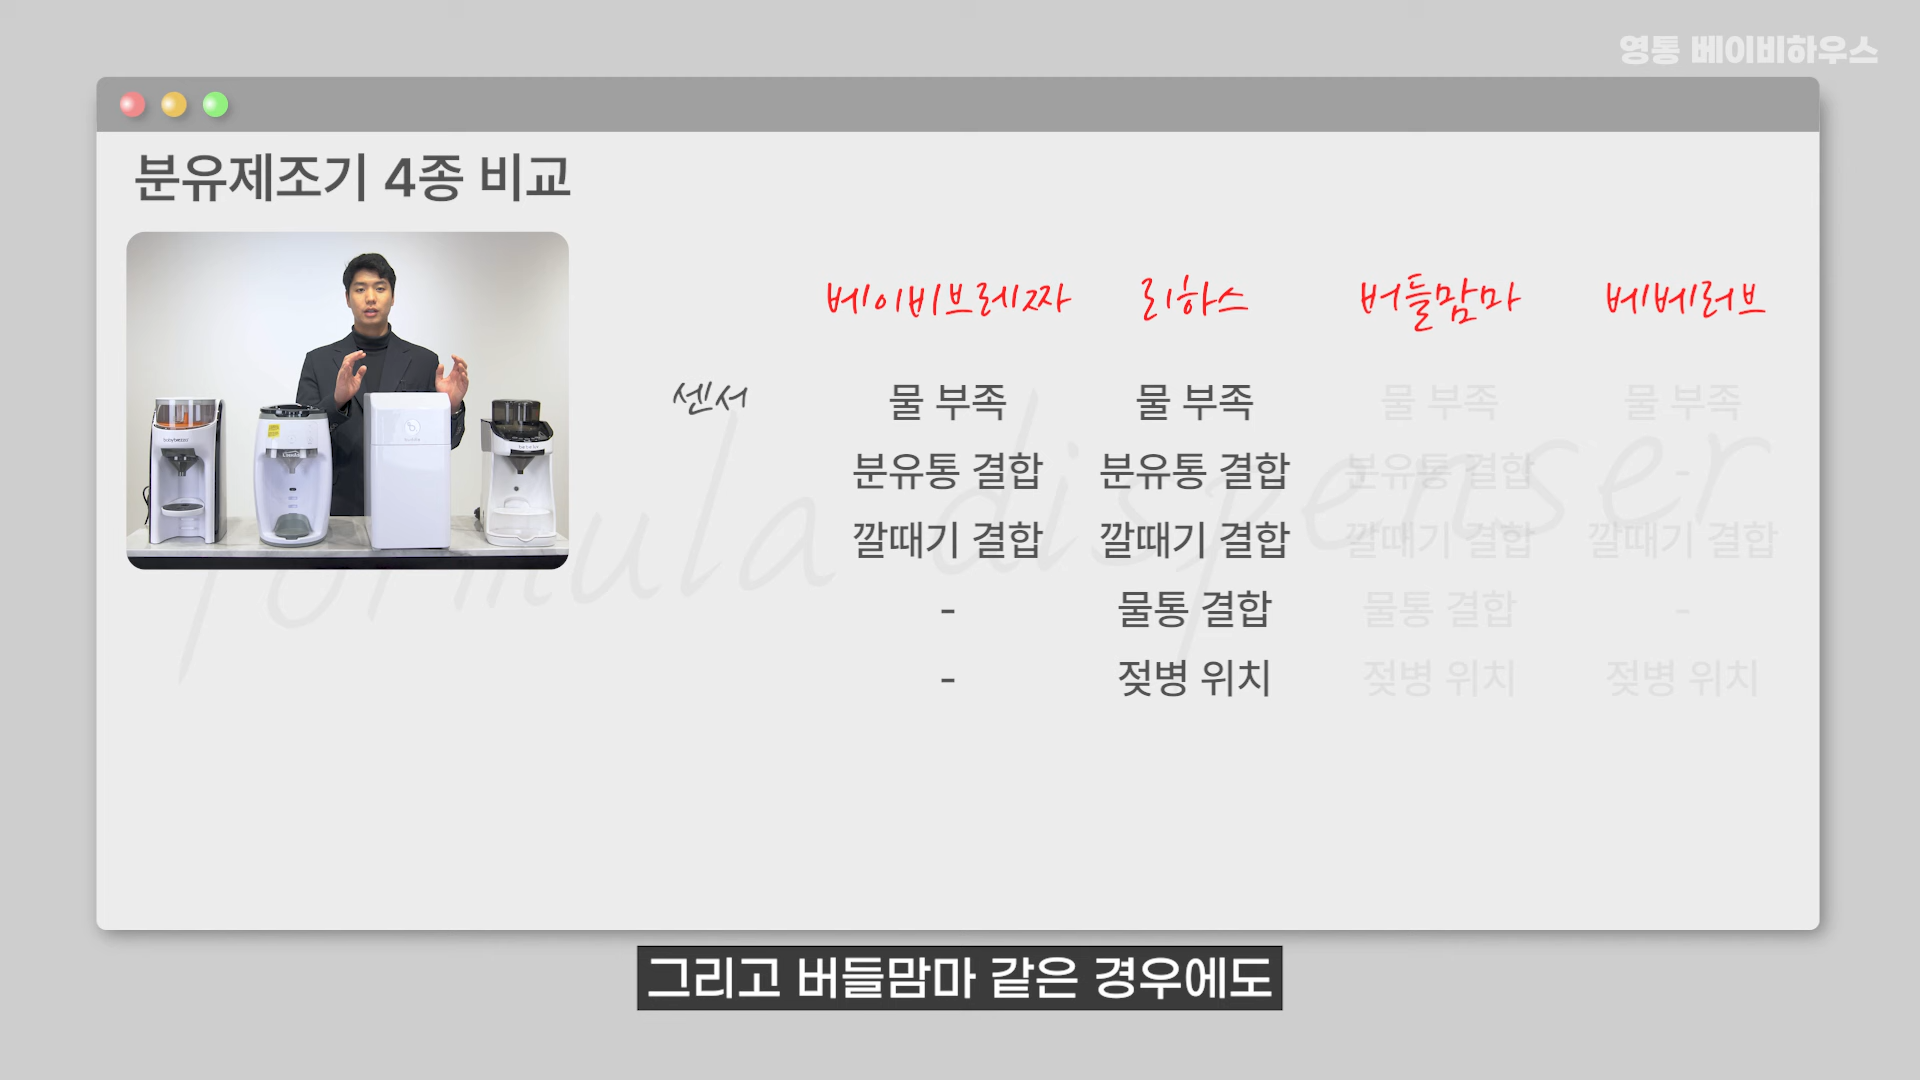 영통 베이비하우스
분유제조기 4종 비교
베이비브레짜 리하스 버들맘마 베베러브
센서 물 부족 물 부족 물 부족 물 부족
분유통 결합 분유통 결합 분유통 결합 -
깔때기 결합 깔때기 결합 깔때기 결합 깔때기 결합
- 물통 결합 물통 결합 -
- 젖병 위치 젖병 위치 젖병 위치
formula dispenser
그리고 버들맘마 같은 경우에도